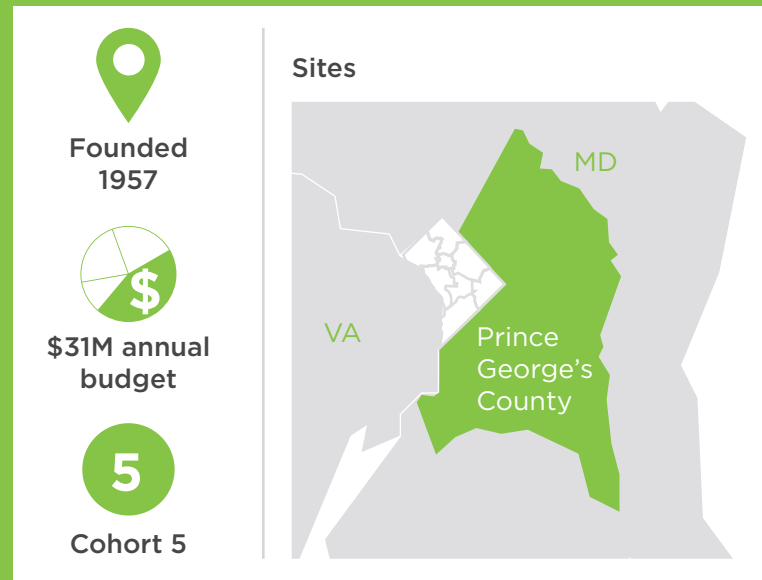 Founded
1957
$
$31M annual
budget
5
Cohort 5
Sites
MD
VA
Prince
George’s
County